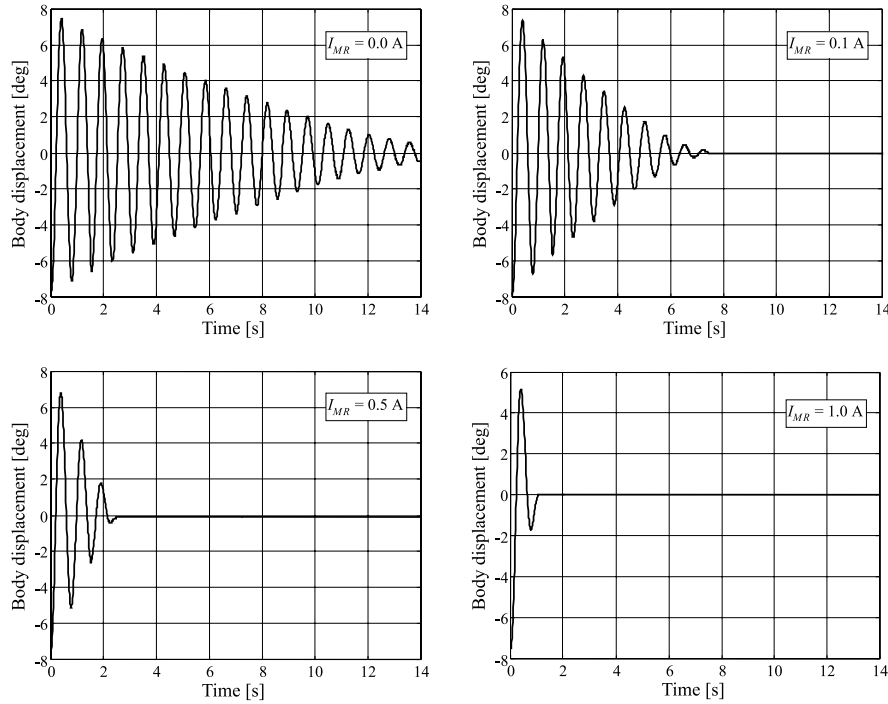 8
6
4
2
0
-2
-4
-6
-8
Body displacement [deg]
I_MR = 0.0 A
0 2 4 6 8 10 12 14
Time [s]
8
6
4
2
0
-2
-4
-6
-8
Body displacement [deg]
I_MR = 0.1 A
0 2 4 6 8 10 12 14
Time [s]
8
6
4
2
0
-2
-4
-6
-8
Body displacement [deg]
I_MR = 0.5 A
0 2 4 6 8 10 12 14
Time [s]
6
4
2
0
-2
-4
-6
-8
Body displacement [deg]
I_MR = 1.0 A
0 2 4 6 8 10 12 14
Time [s]